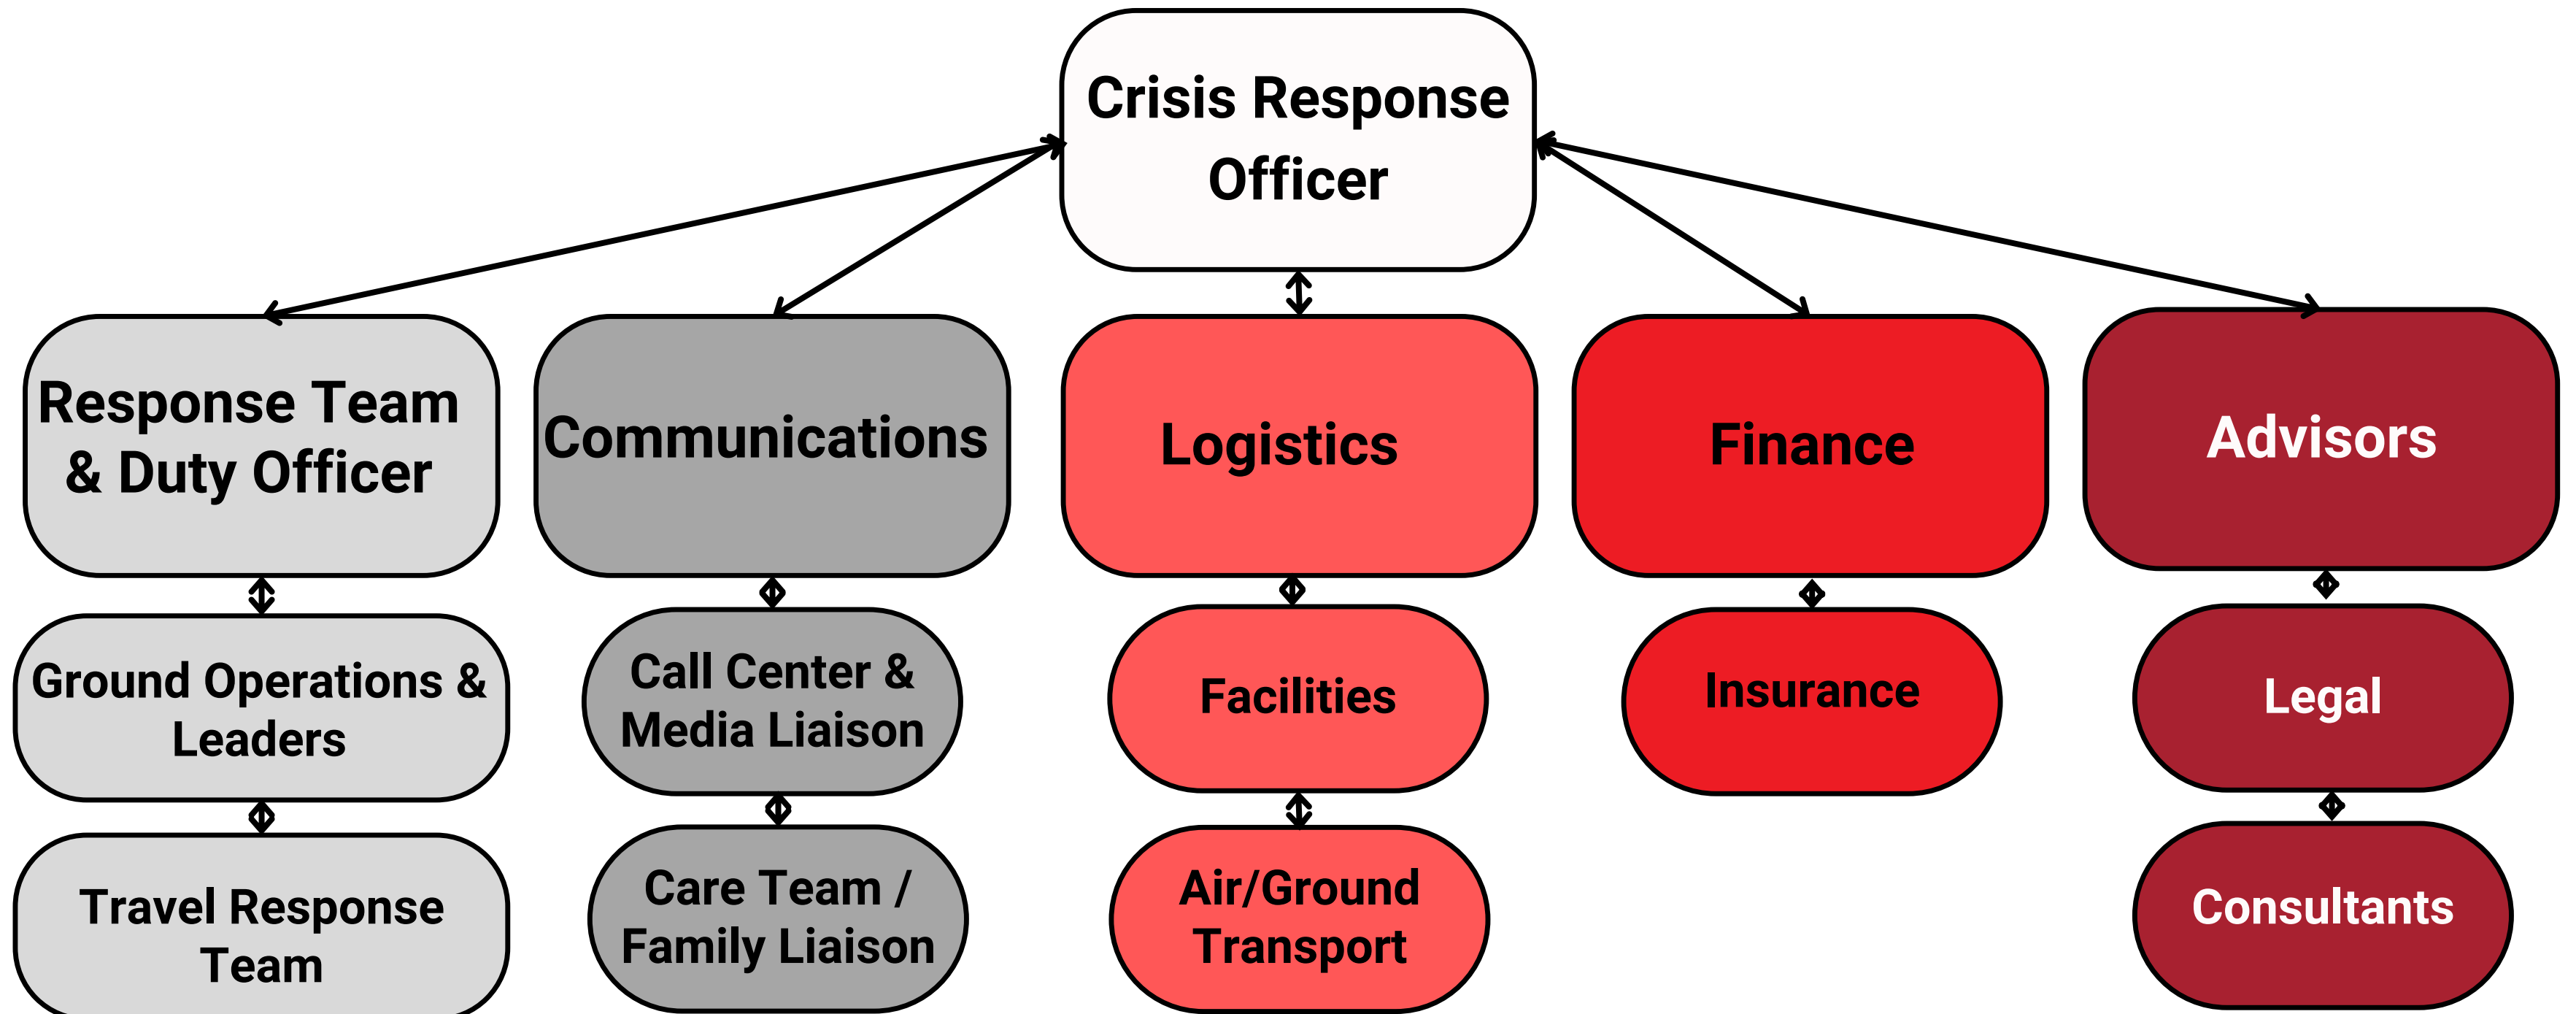 Crisis Response
Officer
Response Team
& Duty Officer
Communications
Logistics
Finance
Advisors
Ground Operations &
Leaders
Call Center &
Media Liaison
Facilities
Insurance
Legal
Travel Response
Team
Care Team /
Family Liaison
Air/Ground
Transport
Consultants